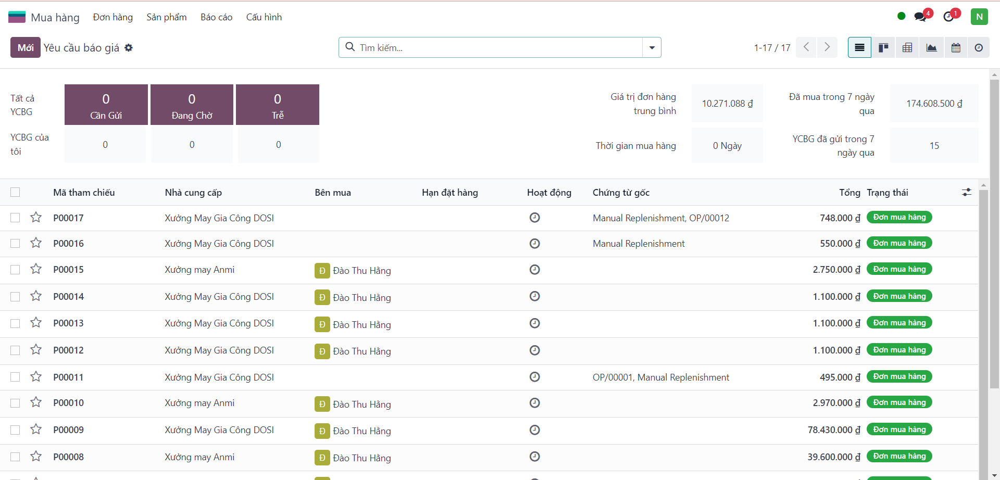 Mua hàng Đơn hàng Sản phẩm Báo cáo Cấu hình 4 1 N
Mới Yêu cầu báo giá Tìm kiếm... 1-17 / 17
Tất cả YCBG 0 Cần Gửi 0 Đang Chờ 0 Trễ
YCBG của tôi 0 0 0
Giá trị đơn hàng trung bình 10.271.088 ₫ Đã mua trong 7 ngày qua 174.608.500 ₫
Thời gian mua hàng 0 Ngày YCBG đã gửi trong 7 ngày qua 15
Mã tham chiếu Nhà cung cấp Bên mua Hạn đặt hàng Hoạt động Chứng từ gốc Tổng Trạng thái
P00017 Xưởng May Gia Công DOSI Manual Replenishment, OP/00012 748.000 ₫ Đơn mua hàng
P00016 Xưởng May Gia Công DOSI Manual Replenishment 550.000 ₫ Đơn mua hàng
P00015 Xưởng may Anmi Đ Đào Thu Hằng 2.750.000 ₫ Đơn mua hàng
P00014 Xưởng May Gia Công DOSI Đ Đào Thu Hằng 1.100.000 ₫ Đơn mua hàng
P00013 Xưởng May Gia Công DOSI Đ Đào Thu Hằng 1.100.000 ₫ Đơn mua hàng
P00012 Xưởng May Gia Công DOSI Đ Đào Thu Hằng 1.100.000 ₫ Đơn mua hàng
P00011 Xưởng May Gia Công DOSI OP/00001, Manual Replenishment 495.000 ₫ Đơn mua hàng
P00010 Xưởng may Anmi Đ Đào Thu Hằng 2.970.000 ₫ Đơn mua hàng
P00009 Xưởng May Gia Công DOSI Đ Đào Thu Hằng 78.430.000 ₫ Đơn mua hàng
P00008 Xưởng may Anmi Đ Đào Thu Hằng 39.600.000 ₫ Đơn mua hàng